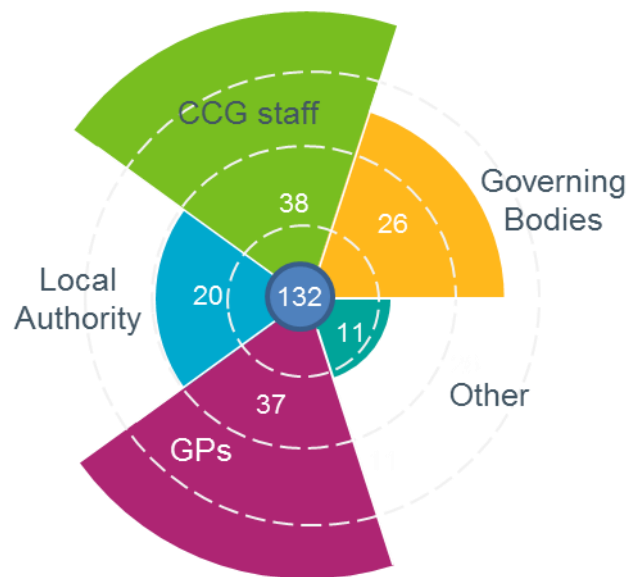 CCG staff
38
Governing
Bodies
26
Local
Authority
20
132
11
Other
37
GPs